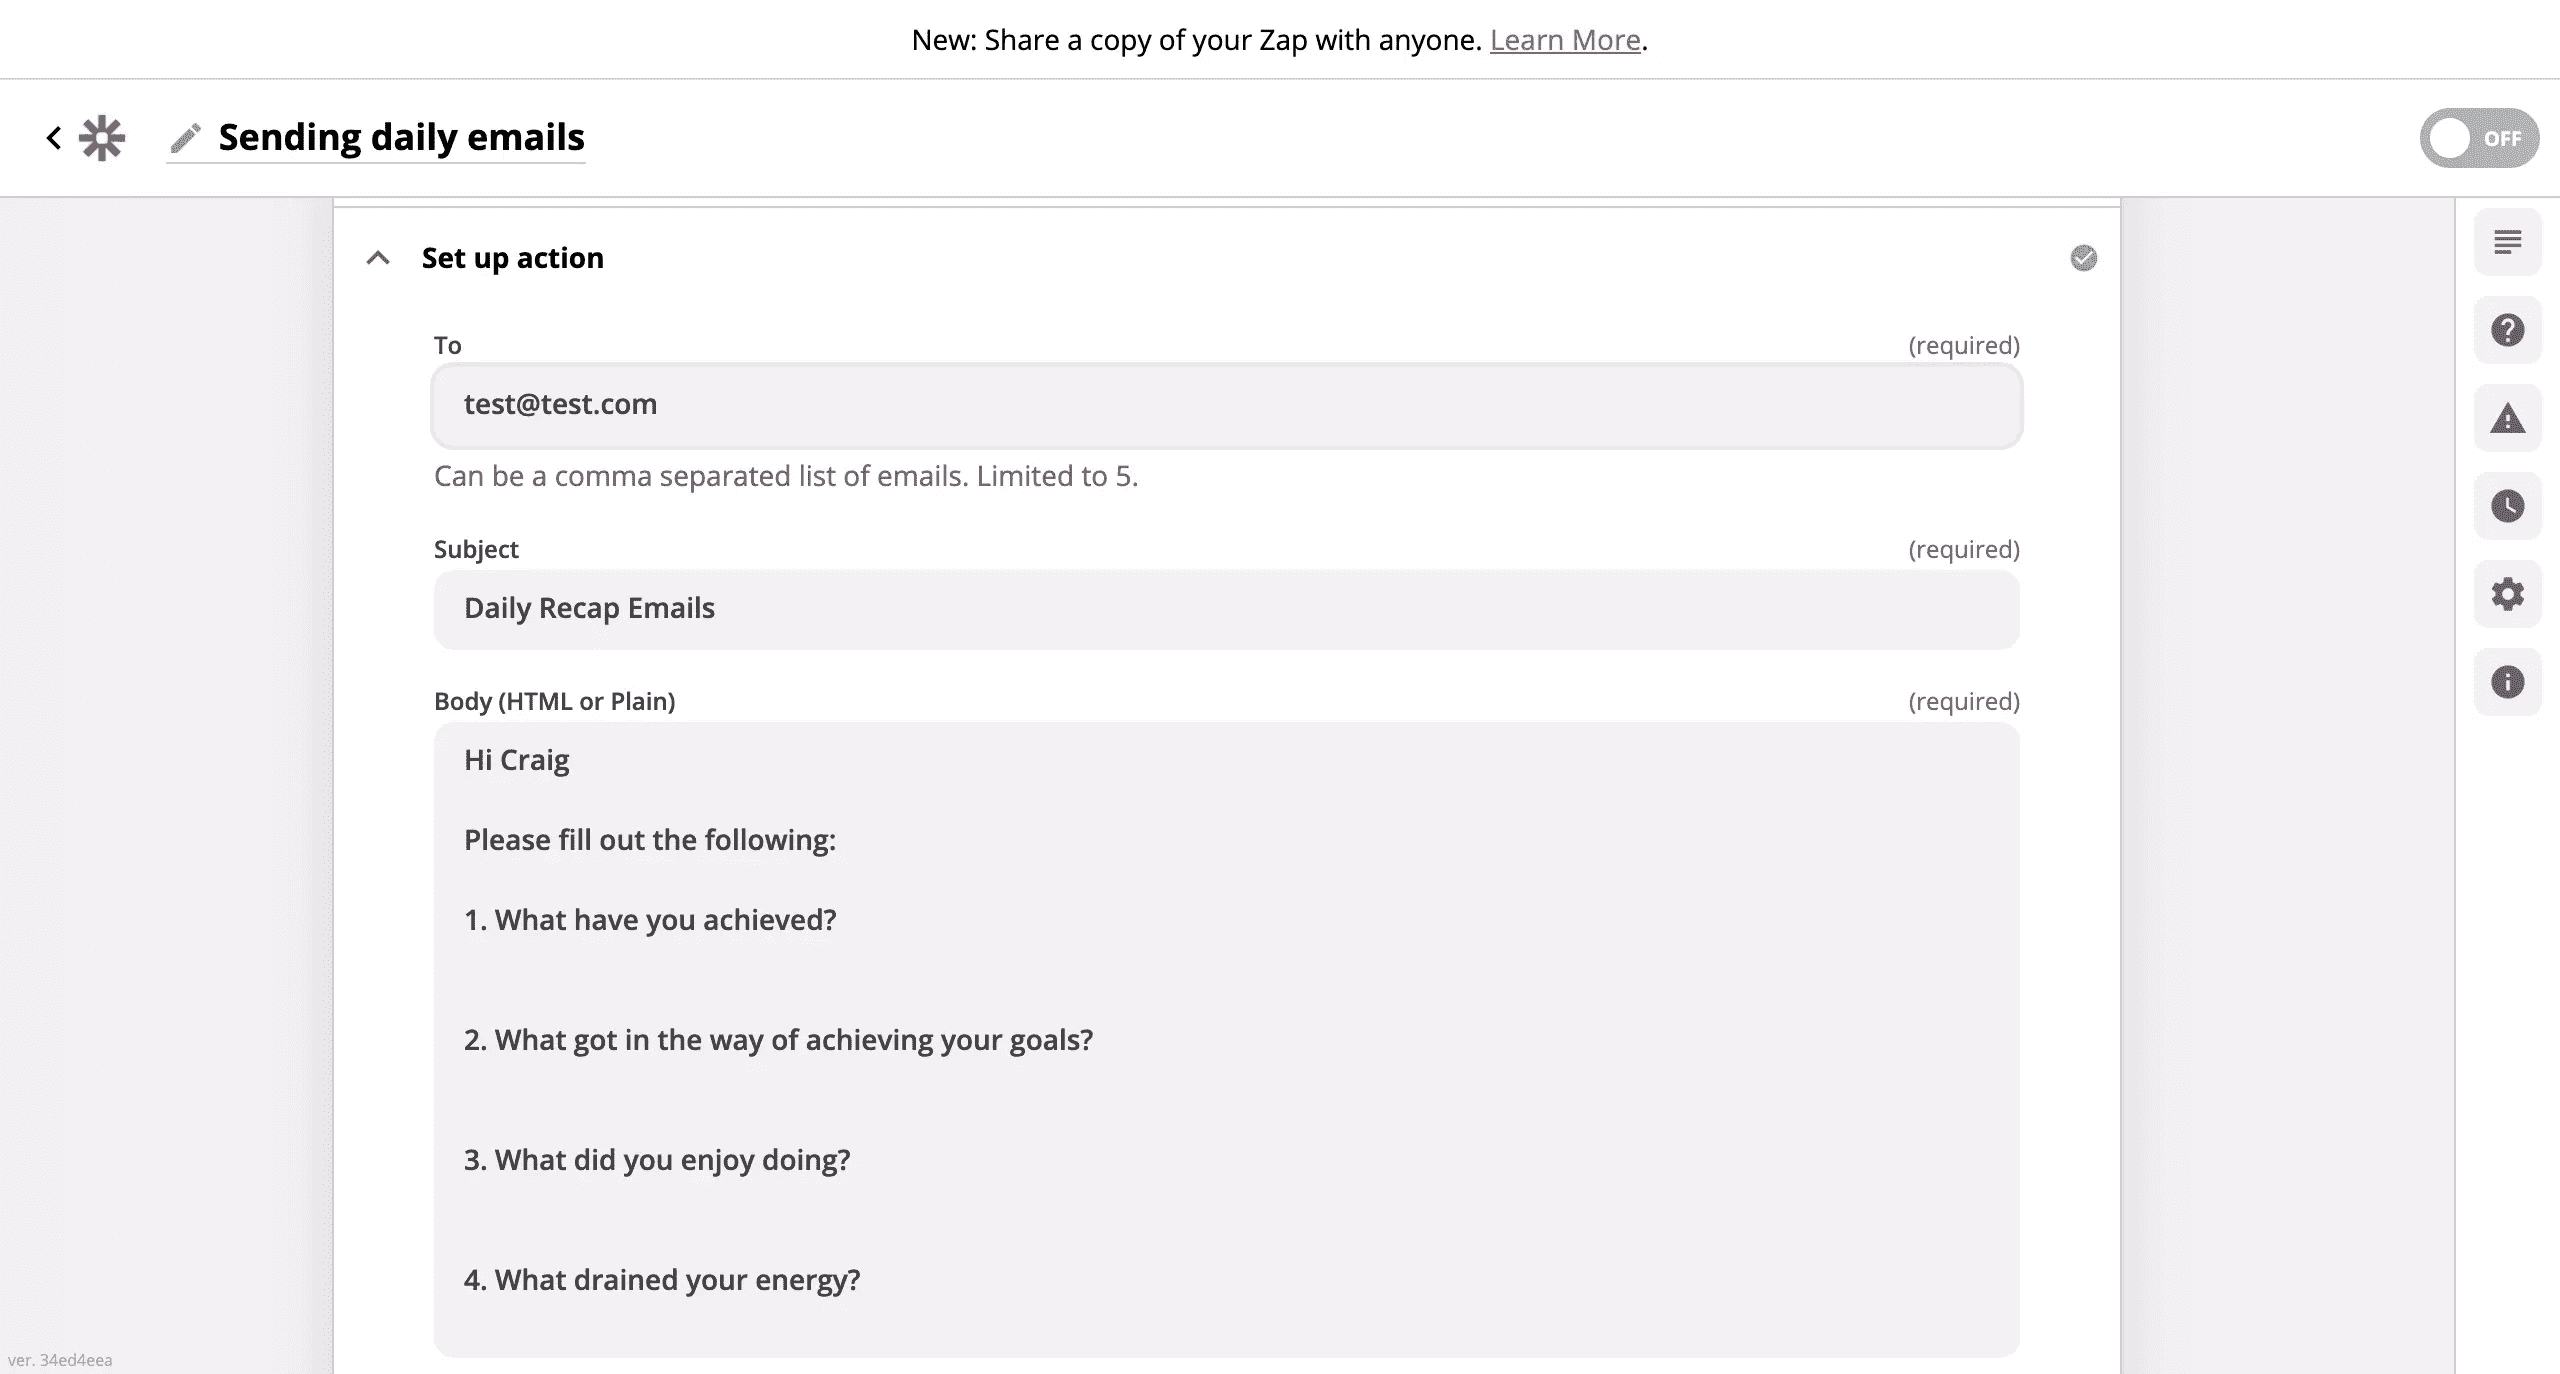 New: Share a copy of your Zap with anyone. Learn More.
Sending daily emails
OFF
Set up action
To (required)
test@test.com
Can be a comma separated list of emails. Limited to 5.
Subject (required)
Daily Recap Emails
Body (HTML or Plain) (required)
Hi Craig
Please fill out the following:
1. What have you achieved?
2. What got in the way of achieving your goals?
3. What did you enjoy doing?
4. What drained your energy?
ver. 34ed4eea